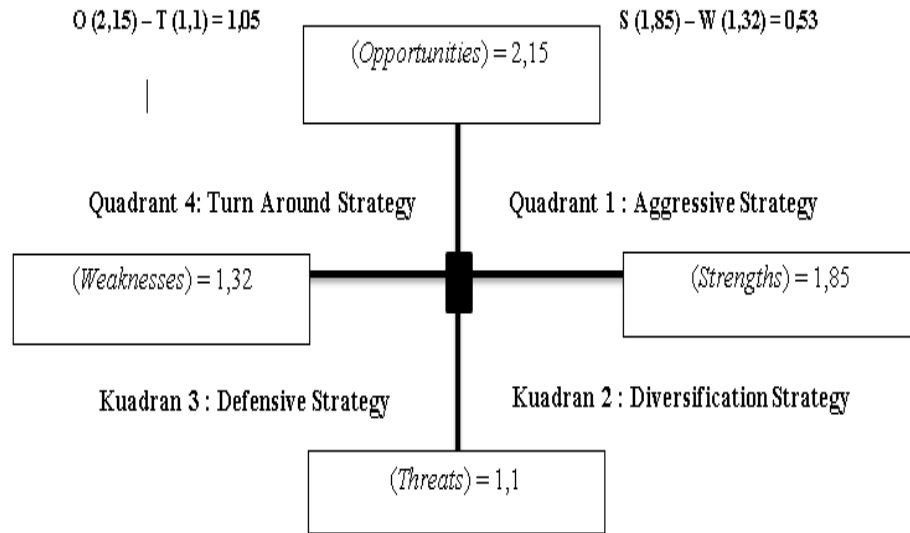 O (2,15) – T (1,1) = 1,05
S (1,85) – W (1,32) = 0,53
(Opportunities) = 2,15
Quadrant 4: Turn Around Strategy
Quadrant 1 : Aggressive Strategy
(Weaknesses) = 1,32
(Strengths) = 1,85
Kuadran 3 : Defensive Strategy
Kuadran 2 : Diversification Strategy
(Threats) = 1,1